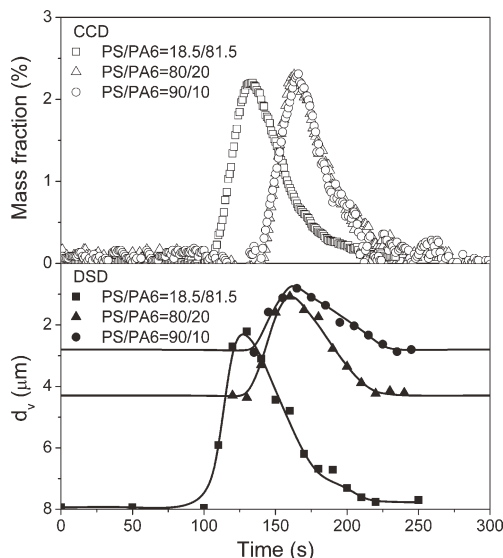 3
2
1
0
Mass fraction (%)
CCD
PS/PA6=18.5/81.5
PS/PA6=80/20
PS/PA6=90/10
DSD
PS/PA6=18.5/81.5
PS/PA6=80/20
PS/PA6=90/10
2
4
6
8
dv (μm)
0 50 100 150 200 250 300
Time (s)